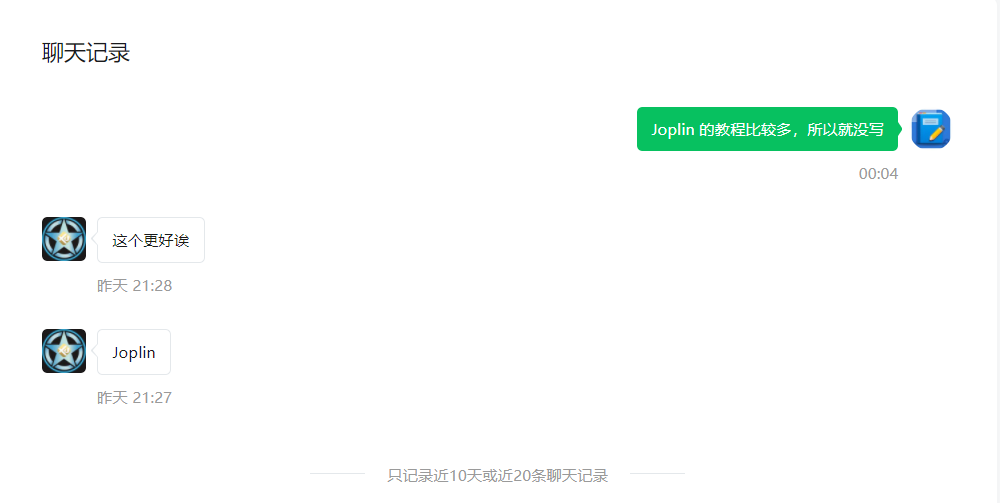 聊天记录
Joplin 的教程比较多，所以就没写
00:04
这个更好诶
昨天 21:28
Joplin
昨天 21:27
只记录近10天或近20条聊天记录